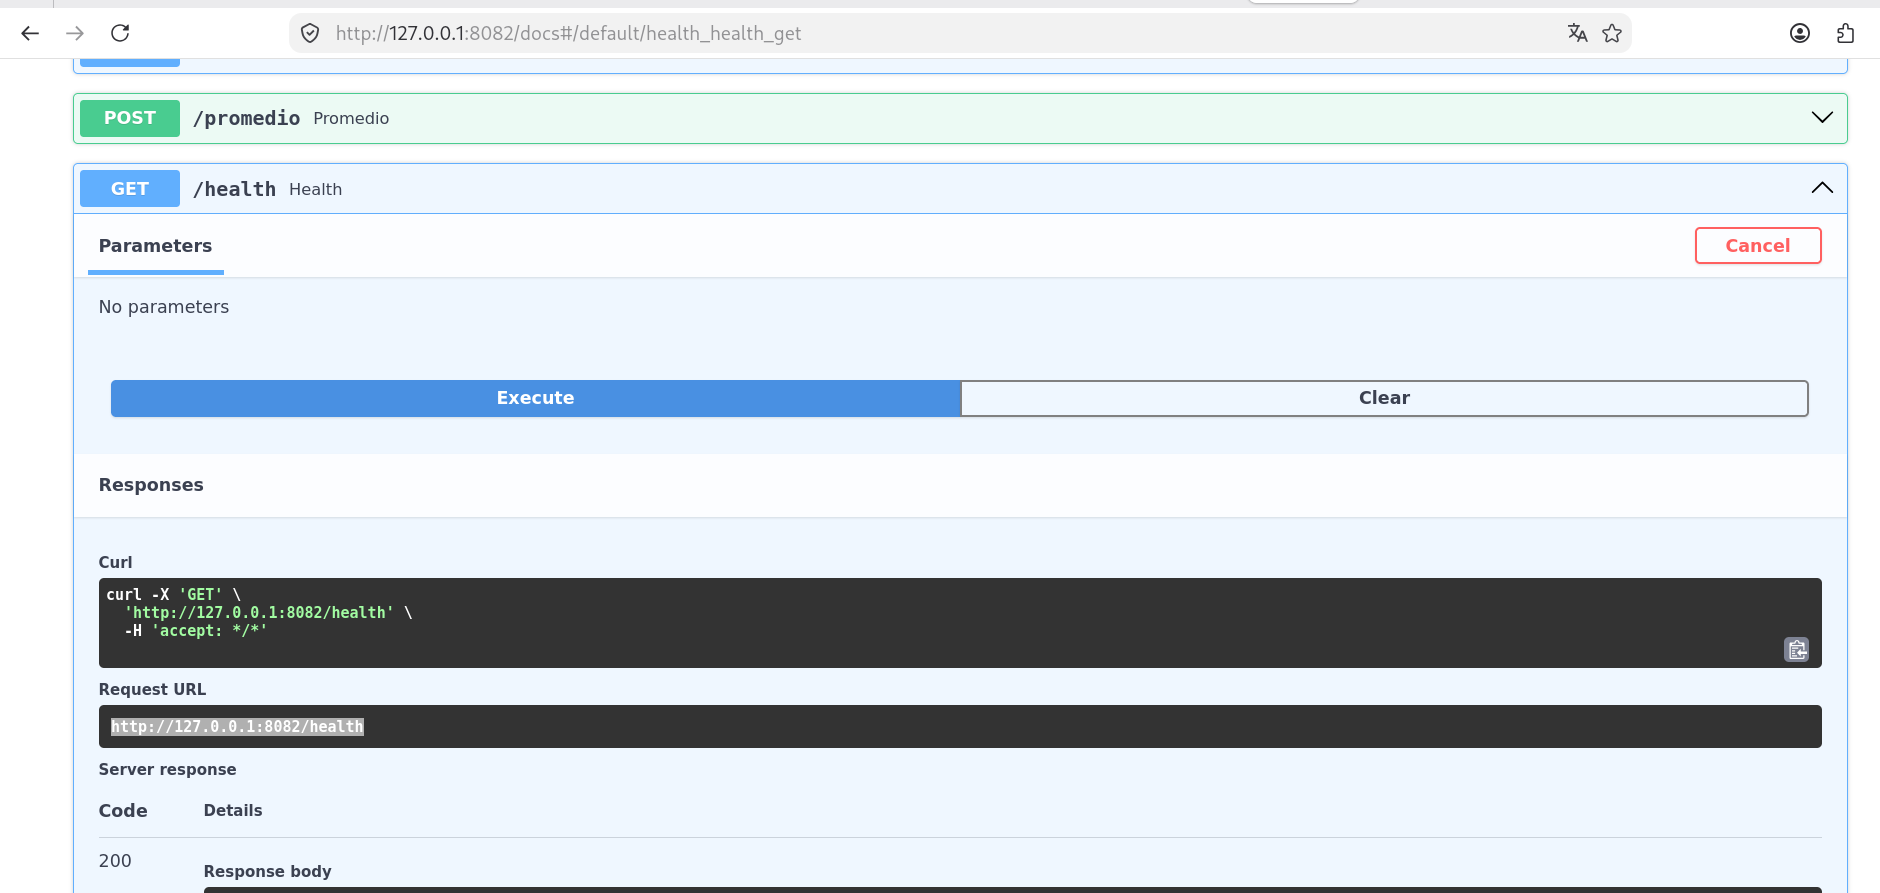 http://127.0.0.1:8082/docs#/default/health_health_get
POST /promedio Promedio
GET /health Health
Parameters
Cancel
No parameters
Execute
Clear
Responses
Curl
curl -X 'GET' \
'http://127.0.0.1:8082/health' \
-H 'accept: */*'
Request URL
http://127.0.0.1:8082/health
Server response
Code Details
200
Response body